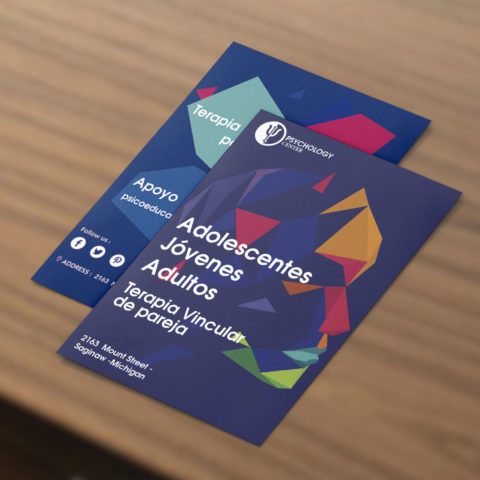 PSYCHOLOGY
CENTER
Adolescentes
Jóvenes
Adultos
Terapia Vincular
de pareja
2163 Mount Street -
Saginaw -Michigan
Terapia
Apoyo
Follow us :
ADDRESS : 2163